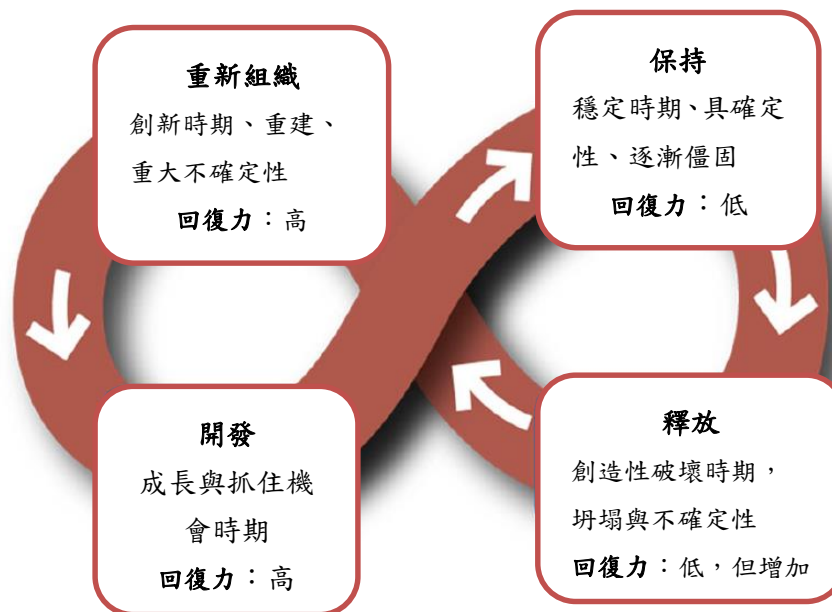 重新組織
創新時期、重建、
重大不確定性
回復力：高
保持
穩定時期、具確定
性、逐漸僵固
回復力：低
開發
成長與抓住機
會時期
回復力：高
釋放
創造性破壞時期，
坍塌與不確定性
回復力：低，但增加